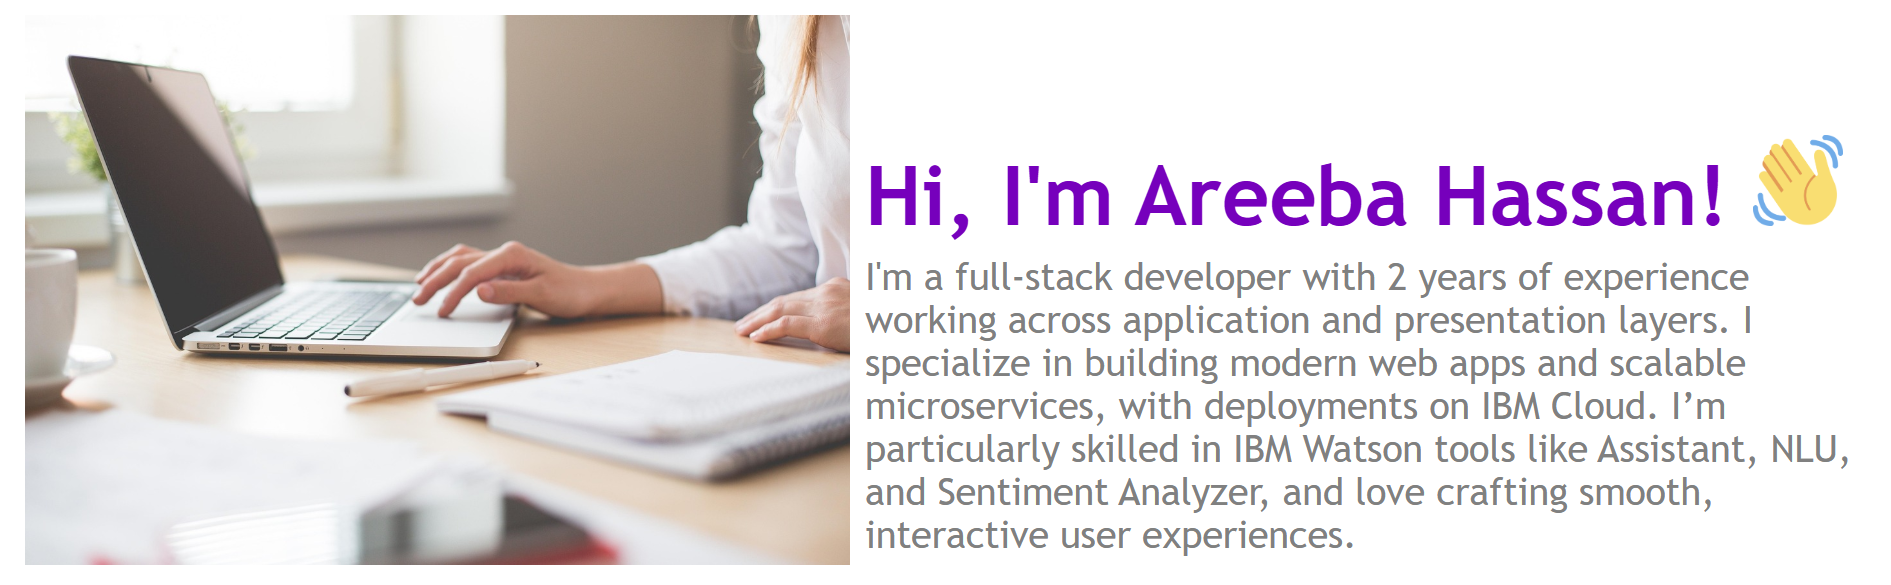 Hi, I'm Areeba Hassan! 👋
I'm a full-stack developer with 2 years of experience
working across application and presentation layers. I
specialize in building modern web apps and scalable
microservices, with deployments on IBM Cloud. I’m
particularly skilled in IBM Watson tools like Assistant, NLU,
and Sentiment Analyzer, and love crafting smooth,
interactive user experiences.